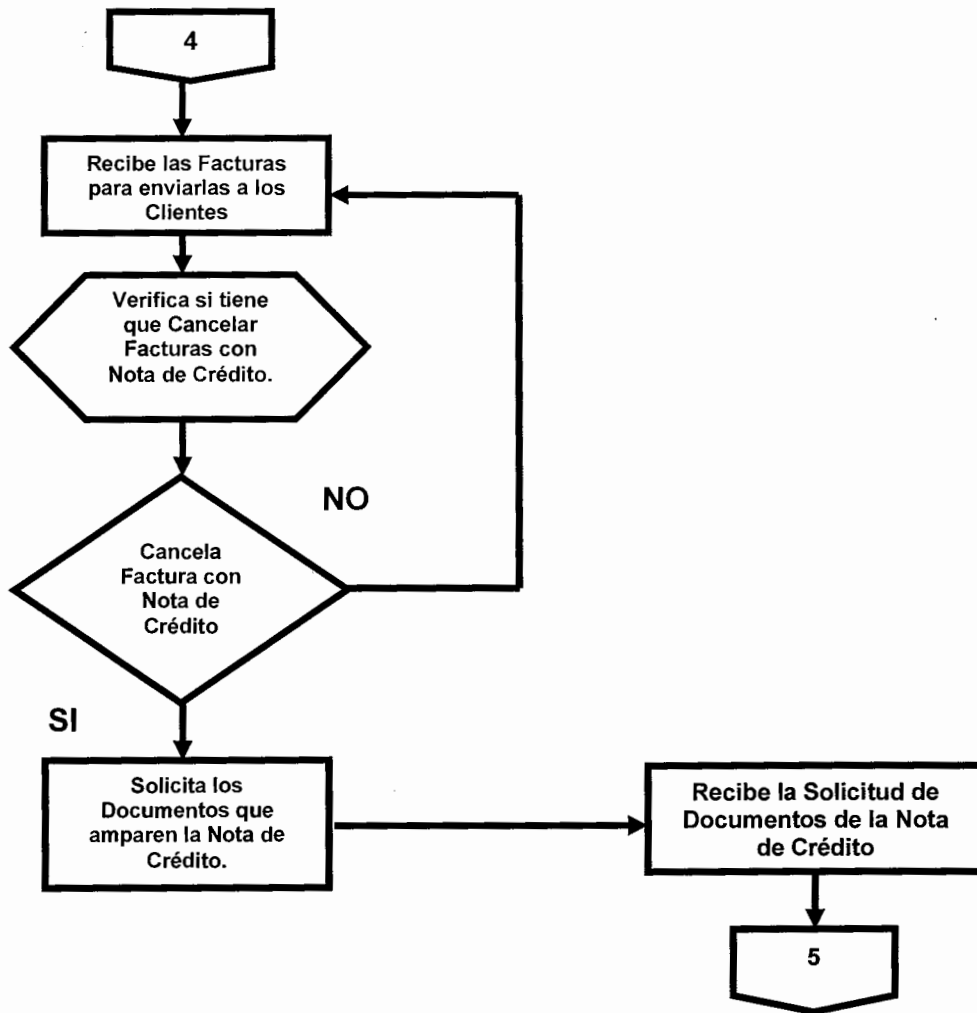 4
Recibe las Facturas
para enviarlas a los
Clientes
Verifica si tiene
que Cancelar
Facturas con
Nota de Crédito.
NO
Cancela
Factura con
Nota de
Crédito
SI
Solicita los
Documentos que
amparen la Nota de
Crédito.
Recibe la Solicitud de
Documentos de la Nota
de Crédito
5